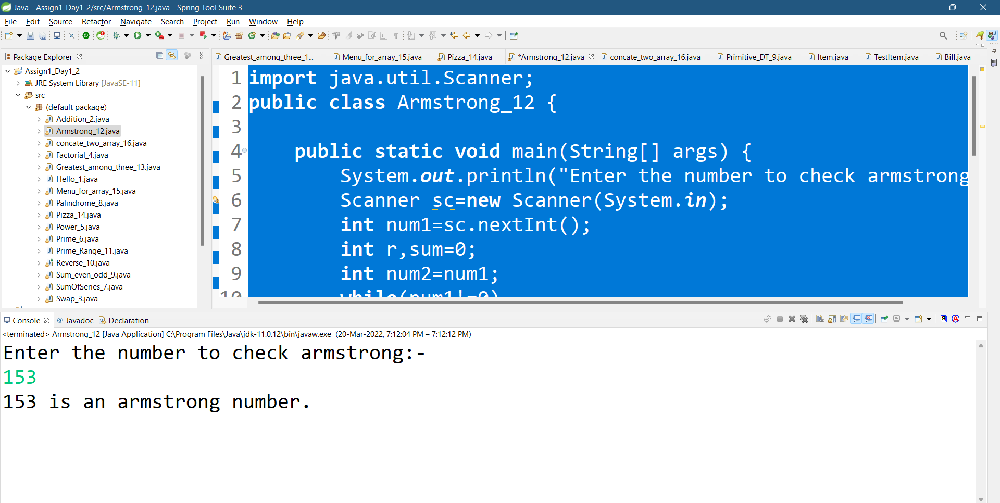 Java - Assign1_Day1_2/src/Armstrong_12.java - Spring Tool Suite 3
File Edit Source Refactor Navigate Search Project Run Window Help
Package Explorer
Greatest_among_three_1... Menu_for_array_15.java Pizza_14.java *Armstrong_12.java concate_two_array_16.java Primitive_DT_9.java Item.java TestItem.java Bill.java
Assign1_Day1_2
JRE System Library [JavaSE-11]
src
(default package)
Addition_2.java
Armstrong_12.java
concate_two_array_16.java
Factorial_4.java
Greatest_among_three_13.java
Hello_1.java
Menu_for_array_15.java
Palindrome_8.java
Pizza_14.java
Power_5.java
Prime_6.java
Prime_Range_11.java
Reverse_10.java
Sum_even_odd_9.java
SumOfSeries_7.java
Swap_3.java
1 import java.util.Scanner;
2 public class Armstrong_12 {
3
4 public static void main(String[] args) {
5 System.out.println("Enter the number to check armstrong
6 Scanner sc=new Scanner(System.in);
7 int num1=sc.nextInt();
8 int r,sum=0;
9 int num2=num1;
10 while(num1!=0)
Console Javadoc Declaration
<terminated> Armstrong_12 [Java Application] C:\Program Files\Java\jdk-11.0.12\bin\javaw.exe (20-Mar-2022, 7:12:04 PM – 7:12:12 PM)
Enter the number to check armstrong:-
153
153 is an armstrong number.